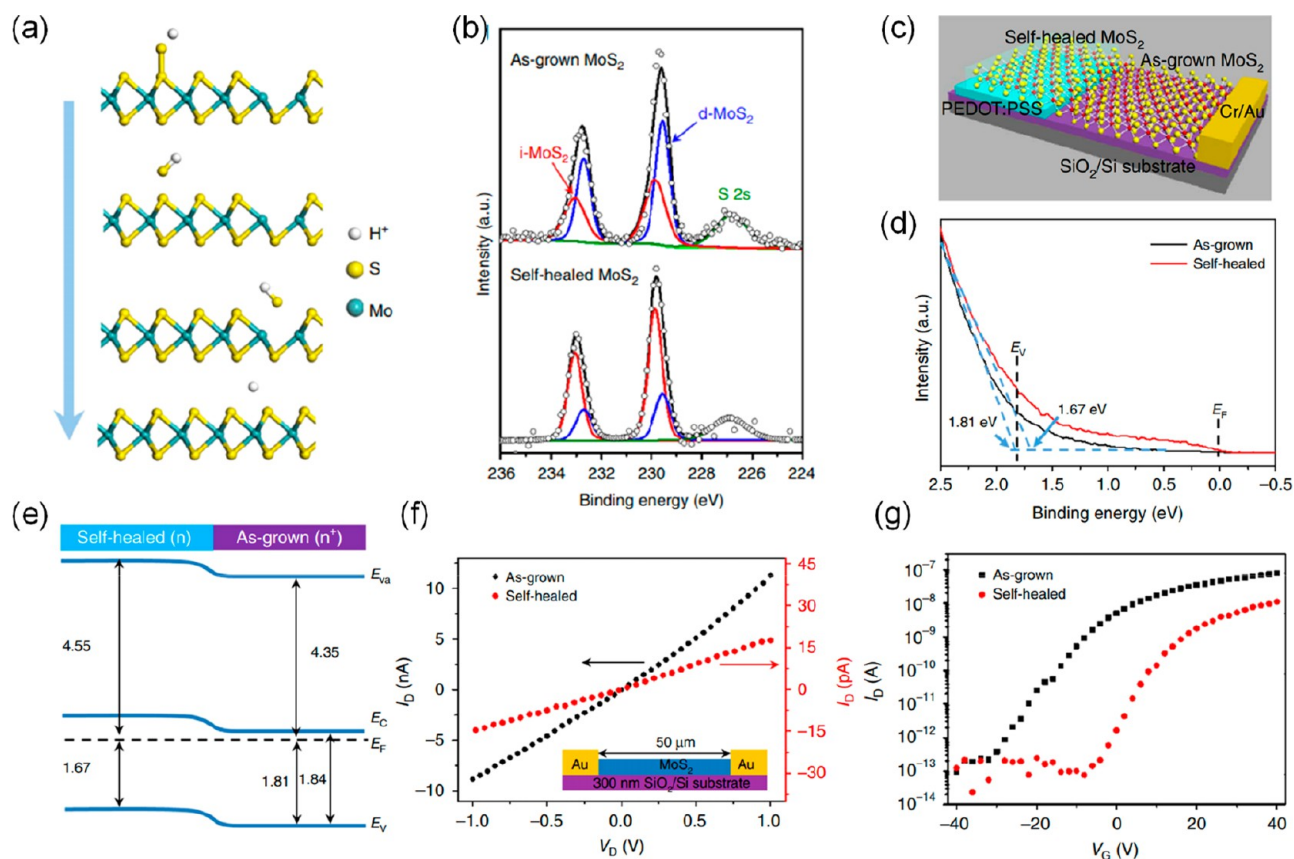 (a)
H⁺
S
Mo
(b)
As-grown MoS₂
d-MoS₂
i-MoS₂
S 2s
Self-healed MoS₂
Intensity (a.u.)
236 234 232 230 228 226 224
Binding energy (eV)
(c)
Self-healed MoS₂
As-grown MoS₂
PEDOT:PSS
Cr/Au
SiO₂/Si substrate
(d)
As-grown
Self-healed
Intensity (a.u.)
E_V
E_F
1.81 eV
1.67 eV
2.5 2.0 1.5 1.0 0.5 0.0 −0.5
Binding energy (eV)
(e)
Self-healed (n) As-grown (n⁺)
E_va
4.55
4.35
E_C
E_F
1.67
1.81
1.84
E_V
(f)
As-grown
Self-healed
I_D (nA)
10
5
0
−5
−10
I_D (pA)
45
30
15
0
−15
−30
50 μm
Au MoS₂ Au
300 nm SiO₂/Si substrate
−1.0 −0.5 0.0 0.5 1.0
V_D (V)
(g)
As-grown
Self-healed
I_D (A)
10⁻⁷
10⁻⁸
10⁻⁹
10⁻¹⁰
10⁻¹¹
10⁻¹²
10⁻¹³
10⁻¹⁴
−40 −20 0 20 40
V_G (V)